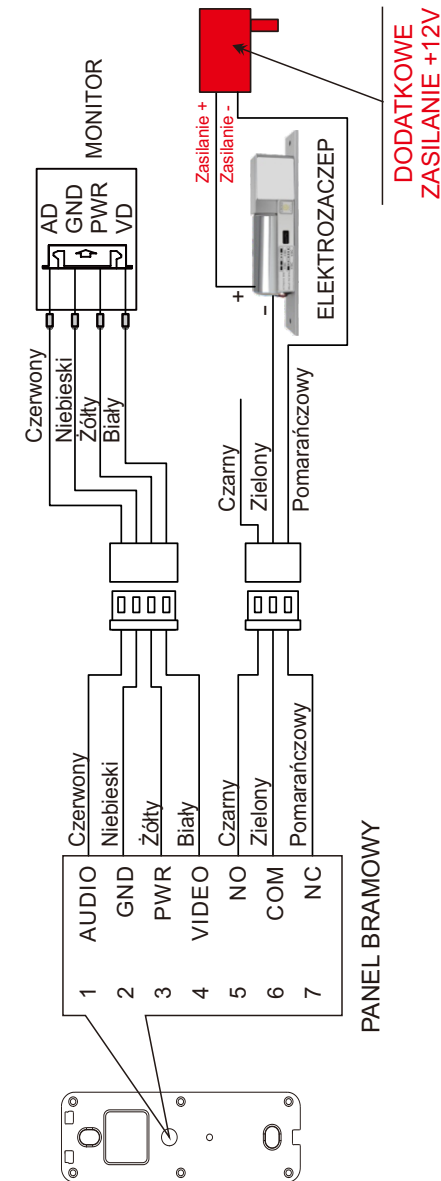 MONITOR
AD
GND
PWR
VD
Czerwony
Niebieski
Żółty
Biały
1 AUDIO
2 GND
3 PWR
4 VIDEO
5 NO
6 COM
7 NC
PANEL BRAMOWY
Czerwony
Niebieski
Żółty
Biały
Czarny
Zielony
Pomarańczowy
Czarny
Zielony
Pomarańczowy
+
-
ELEKTROZACZEP
Zasilanie +
Zasilanie -
DODATKOWE
ZASILANIE +12V